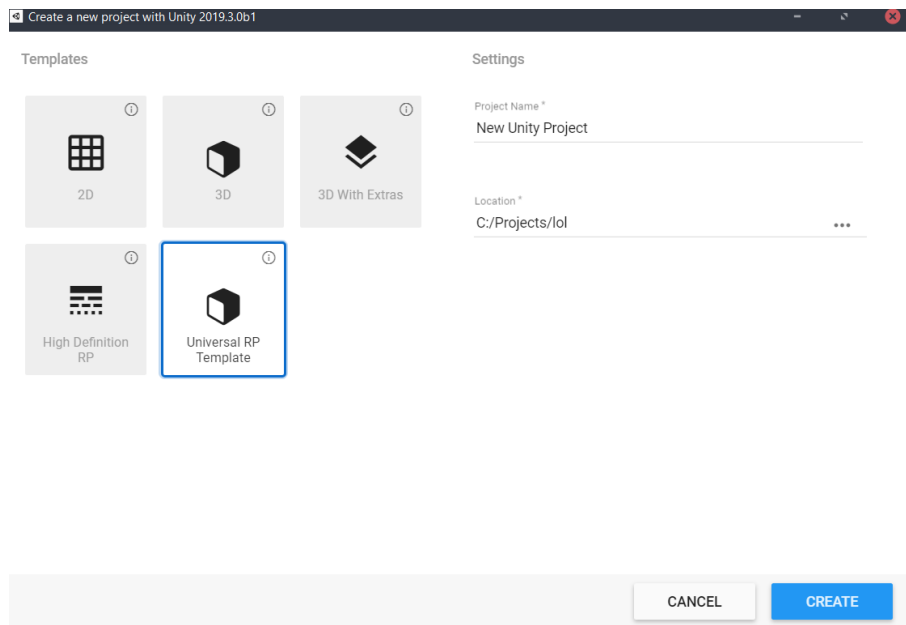 Create a new project with Unity 2019.3.0b1
Templates
2D
3D
3D With Extras
High Definition
RP
Universal RP
Template
Settings
Project Name *
New Unity Project
Location *
C:/Projects/lol
CANCEL
CREATE